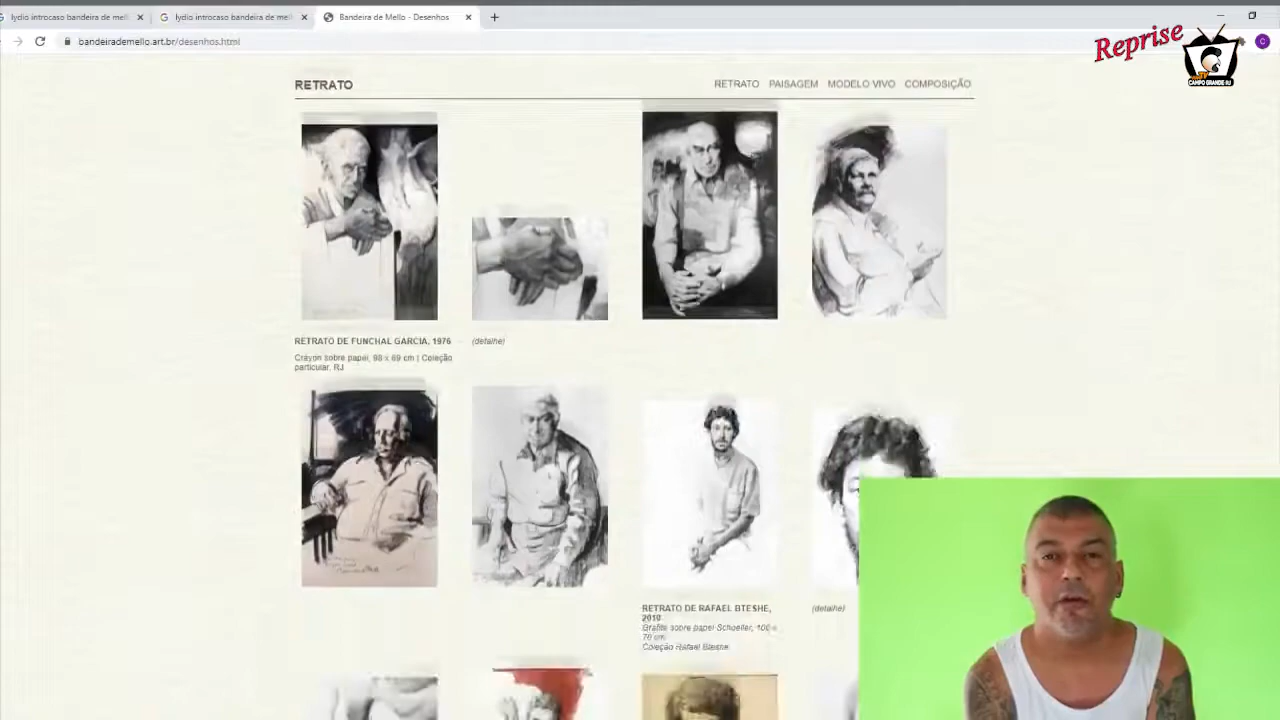 lydio introcaso bandeira de mell
lydio introcaso bandeira de mell
Bandeira de Mello - Desenhos
bandeirademello.art.br/desenhos.html
C
Reprise
CAMPO GRANDE-RJ
RETRATO
RETRATO PAISAGEM MODELO VIVO COMPOSIÇÃO
RETRATO DE FUNCHAL GARCIA, 1976
(detalhe)
Crayon sobre papel, 98 x 69 cm | Coleção
particular, RJ
RETRATO DE RAFAEL BTESHE,
2010
(detalhe)
Grafite sobre papel Schoeller, 100 x
70 cm
Coleção Rafael Bteshe